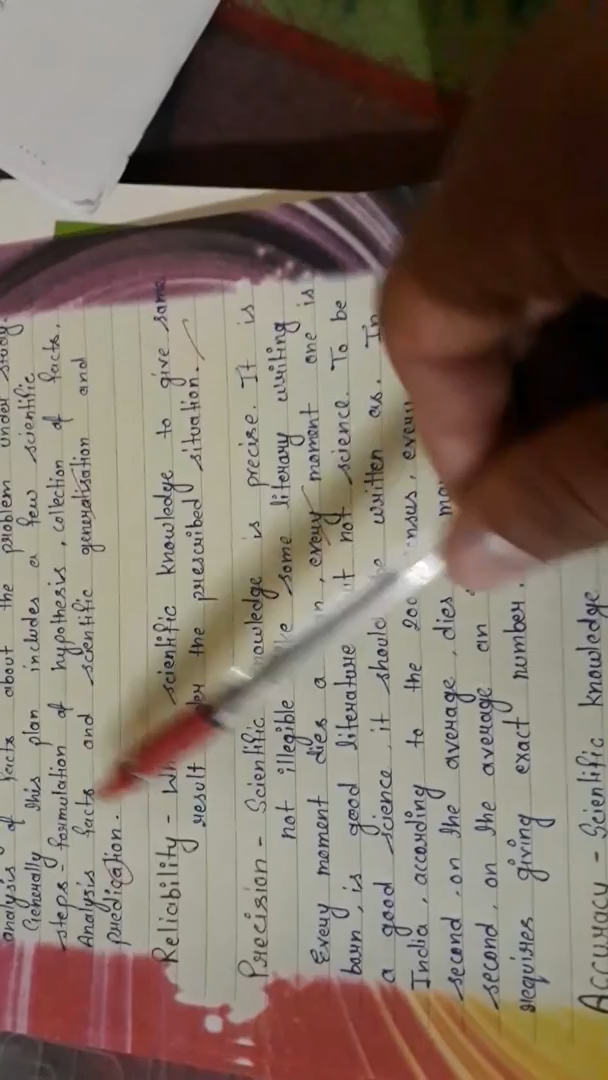 analysis of facts about the problem under study.
Generally this plan includes a few scientific
steps - formulation of hypothesis, collection of facts.
Analysis facts and scientific generalisation and
predication.
Reliability - scientific knowledge to give same
result the prescribed situation.
Precision - Scientific knowledge is precise. It is
not illegible some literary writing
Every moment dies a , every moment one is
born, is good literature it not science. To be
a good science, it should written as. In
India, according to the every
second, on the average, dies
second, on the average an
requires giving exact number.
Accuracy - Scientific knowledge